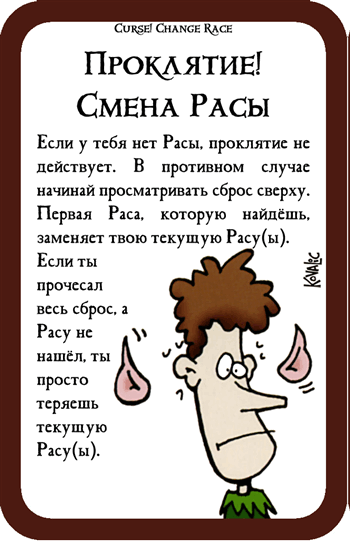 Curse! Change Race
Проклятие!
Смена Расы
Если у тебя нет Расы, проклятие не
действует. В противном случае
начинай просматривать сброс сверху.
Первая Раса, которую найдёшь,
заменяет твою текущую Расу(ы).
Если ты
прочесал
весь сброс, а
Расу не
нашёл, ты
просто
теряешь
текущую
Расу(ы).
Kovalic